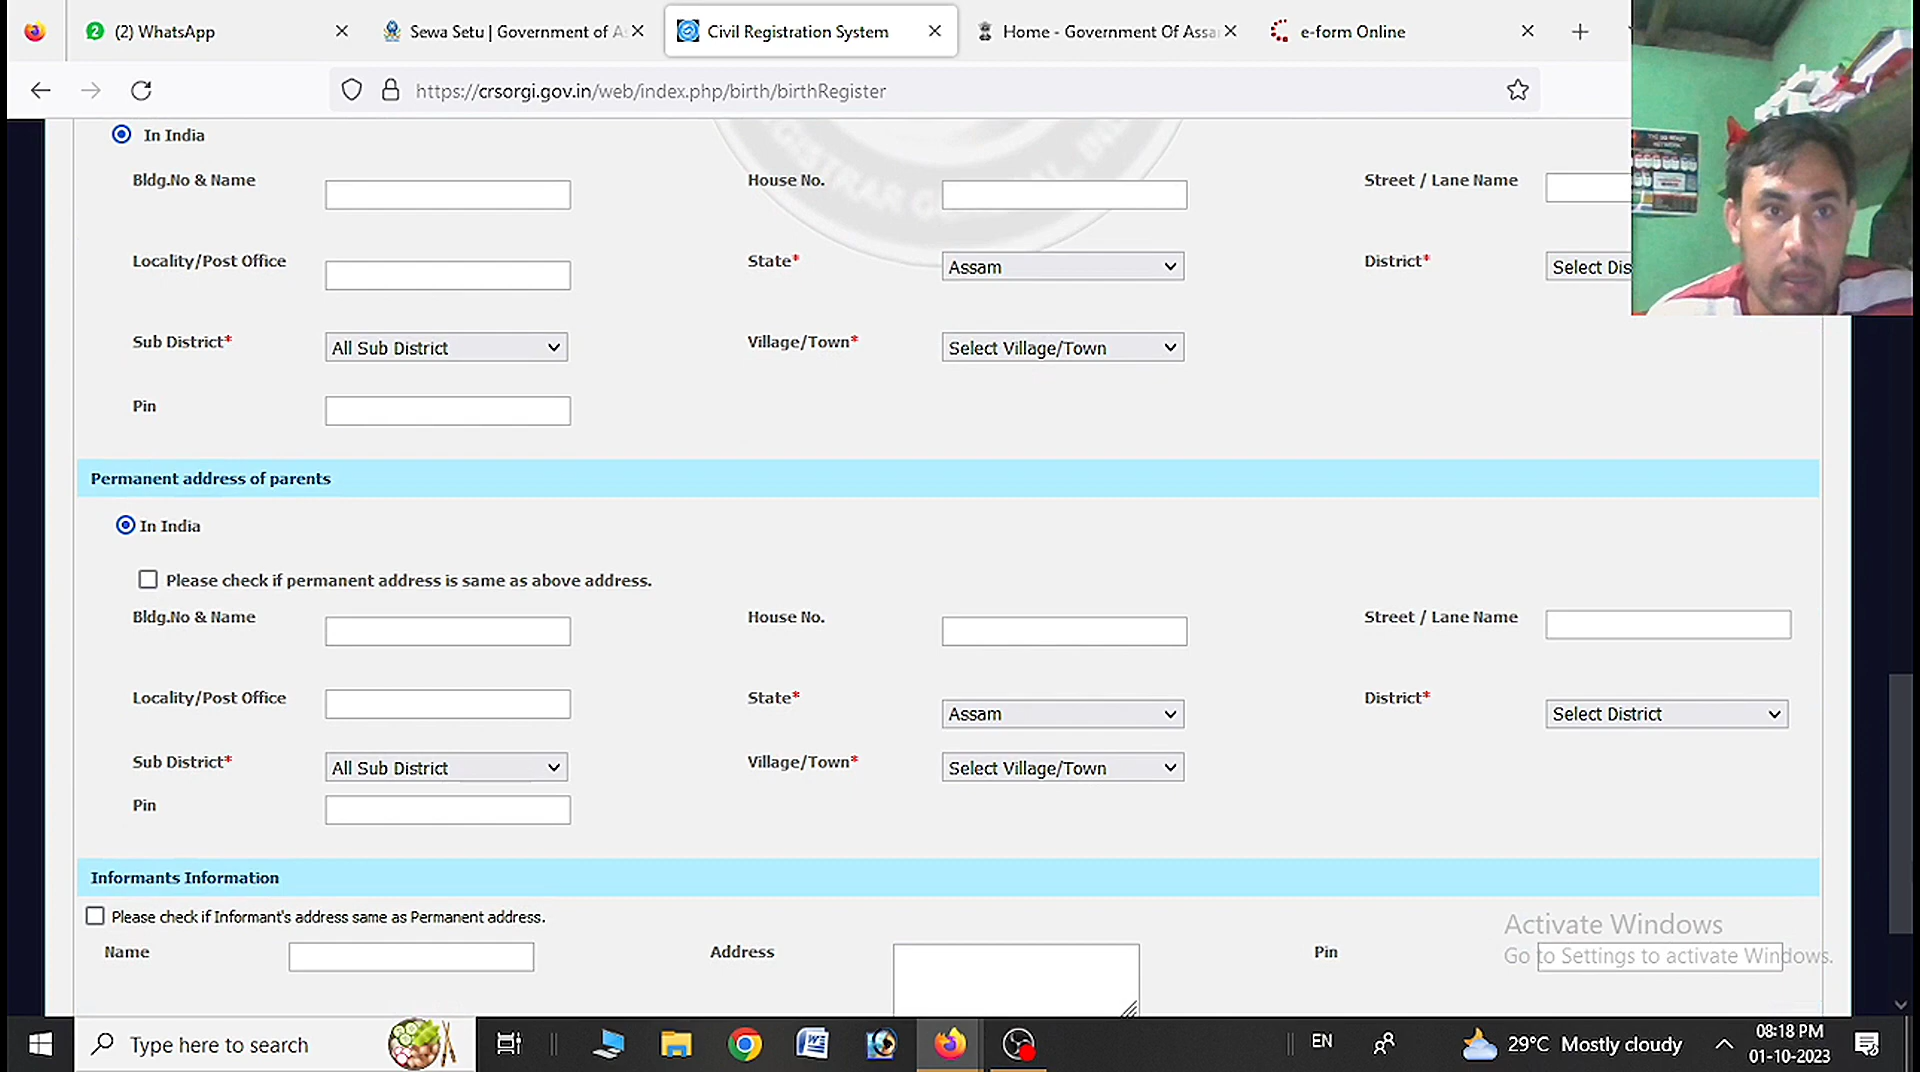 (2) WhatsApp
Sewa Setu | Government of As
Civil Registration System
Home - Government Of Assa
e-form Online
https://crsorgi.gov.in/web/index.php/birth/birthRegister
In India
Bldg.No & Name
House No.
Street / Lane Name
Locality/Post Office
State*
Assam
District*
Select Dis
Sub District*
All Sub District
Village/Town*
Select Village/Town
Pin
Permanent address of parents
In India
Please check if permanent address is same as above address.
Bldg.No & Name
House No.
Street / Lane Name
Locality/Post Office
State*
Assam
District*
Select District
Sub District*
All Sub District
Village/Town*
Select Village/Town
Pin
Informants Information
Please check if Informant's address same as Permanent address.
Name
Address
Pin
Activate Windows
Go to Settings to activate Windows.
Type here to search
EN
29°C Mostly cloudy
08:18 PM
01-10-2023